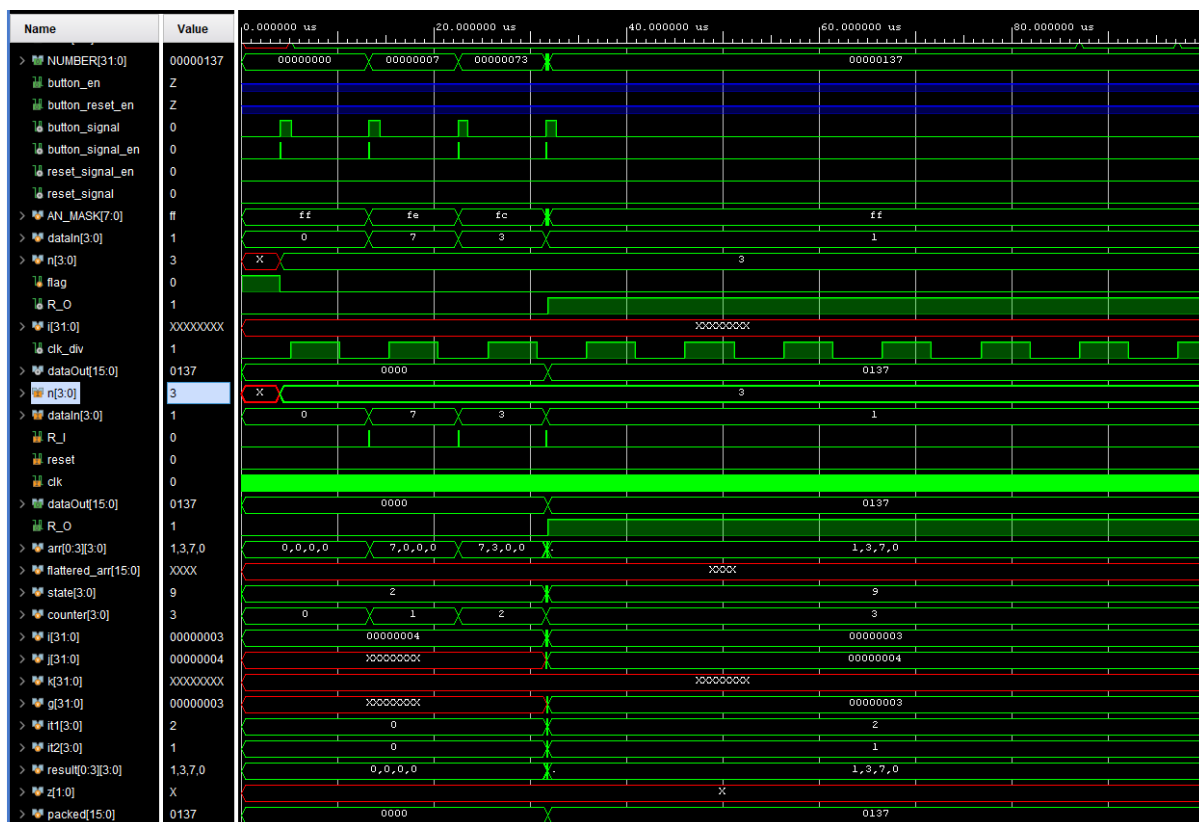 Name Value 0.000000 us 20.000000 us 40.000000 us 60.000000 us 80.000000 us
NUMBER[31:0] 00000137 00000000 00000007 00000073 00000137
button_en Z
button_reset_en Z
button_signal 0
button_signal_en 0
reset_signal_en 0
reset_signal 0
AN_MASK[7:0] ff ff fe fc ff
dataIn[3:0] 1 0 7 3 1
n[3:0] 3 X 3
flag 0
R_O 1
i[31:0] XXXXXXXX XXXXXXXX
clk_div 1
dataOut[15:0] 0137 0000 0137
n[3:0] 3 X 3
dataIn[3:0] 1 0 7 3 1
R_I 0
reset 0
clk 0
dataOut[15:0] 0137 0000 0137
R_O 1
arr[0:3][3:0] 1,3,7,0 0,0,0,0 7,0,0,0 7,3,0,0 . 1,3,7,0
flattered_arr[15:0] XXXX XXXX
state[3:0] 9 2 9
counter[3:0] 3 0 1 2 3
i[31:0] 00000003 00000004 00000003
j[31:0] 00000004 XXXXXXXX 00000004
k[31:0] XXXXXXXX XXXXXXXX
g[31:0] 00000003 XXXXXXXX 00000003
it1[3:0] 2 0 2
it2[3:0] 1 0 1
result[0:3][3:0] 1,3,7,0 0,0,0,0 . 1,3,7,0
z[1:0] X X
packed[15:0] 0137 0000 0137